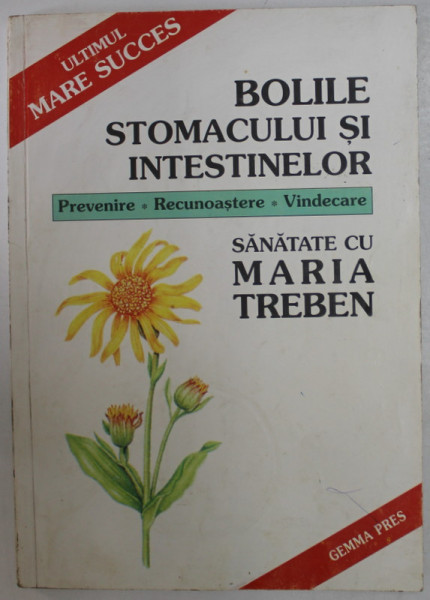 ULTIMUL
MARE SUCCES
BOLILE
STOMACULUI ȘI
INTESTINELOR
Prevenire * Recunoaștere * Vindecare
SĂNĂTATE CU
MARIA
TREBEN
GEMMA PRES